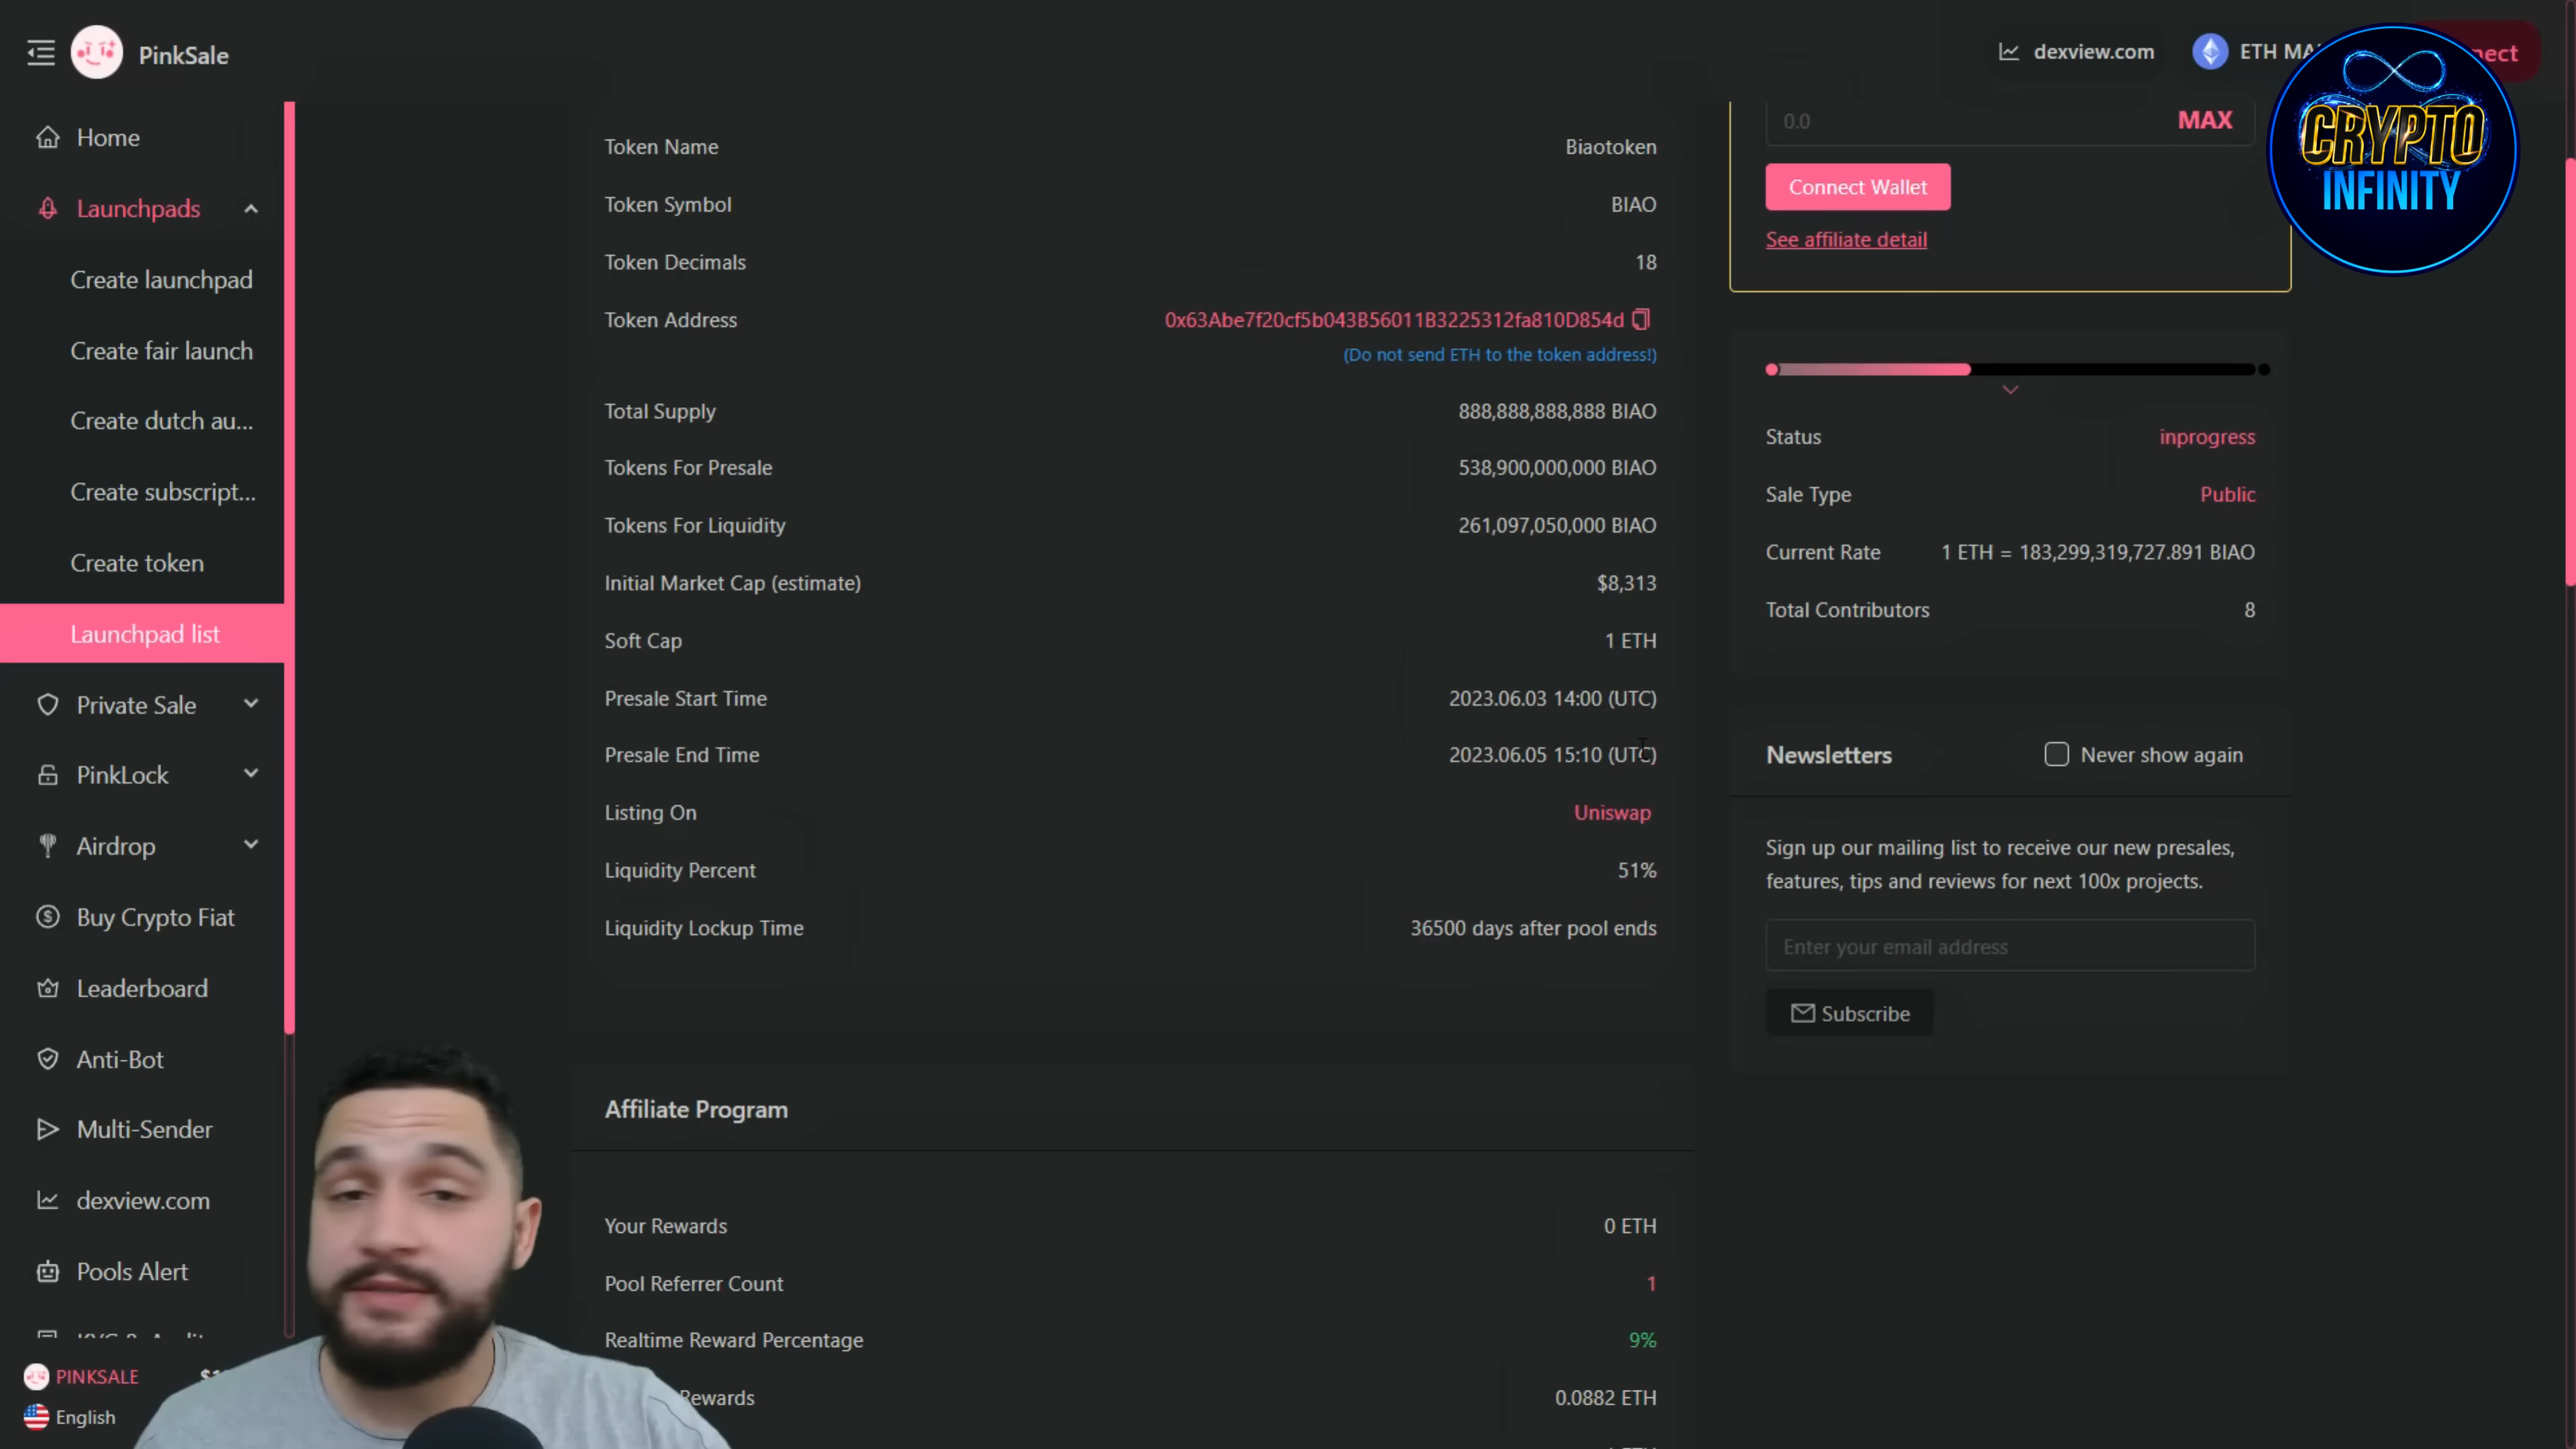 PinkSale
dexview.com
ETH
CRYPTO
INFINITY
Home
Launchpads
Create launchpad
Create fair launch
Create dutch au...
Create subscript...
Create token
Launchpad list
Private Sale
PinkLock
Airdrop
Buy Crypto Fiat
Leaderboard
Anti-Bot
Multi-Sender
dexview.com
Pools Alert
PINKSALE
English
Token Name Biaotoken
Token Symbol BIAO
Token Decimals 18
Token Address 0x63Abe7f20cf5b043B56011B3225312fa810D854d
(Do not send ETH to the token address!)
Total Supply 888,888,888,888 BIAO
Tokens For Presale 538,900,000,000 BIAO
Tokens For Liquidity 261,097,050,000 BIAO
Initial Market Cap (estimate) $8,313
Soft Cap 1 ETH
Presale Start Time 2023.06.03 14:00 (UTC)
Presale End Time 2023.06.05 15:10 (UTC)
Listing On Uniswap
Liquidity Percent 51%
Liquidity Lockup Time 36500 days after pool ends
Affiliate Program
Your Rewards 0 ETH
Pool Referrer Count 1
Realtime Reward Percentage 9%
Rewards 0.0882 ETH
0.0 MAX
Connect Wallet
See affiliate detail
Status inprogress
Sale Type Public
Current Rate 1 ETH = 183,299,319,727.891 BIAO
Total Contributors 8
Newsletters Never show again
Sign up our mailing list to receive our new presales,
features, tips and reviews for next 100x projects.
Enter your email address
Subscribe